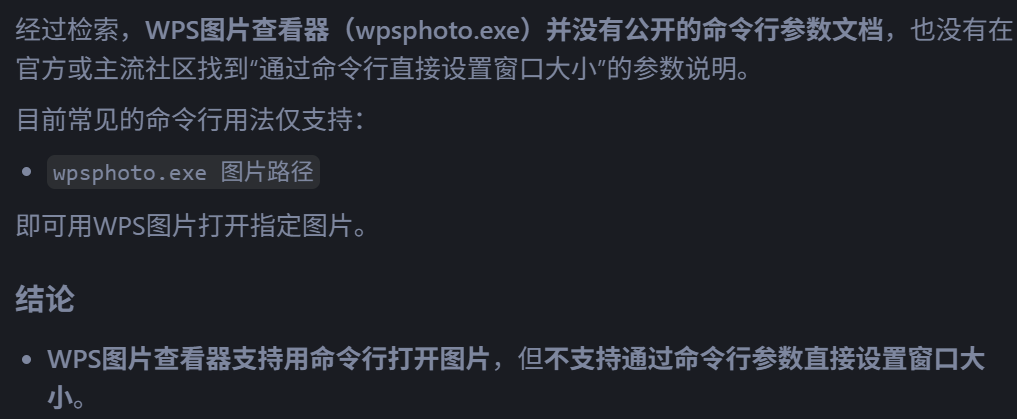 经过检索，WPS图片查看器（wpsphoto.exe）并没有公开的命令行参数文档，也没有在
官方或主流社区找到“通过命令行直接设置窗口大小”的参数说明。
目前常见的命令行用法仅支持：
• wpsphoto.exe 图片路径
即可用WPS图片打开指定图片。
结论
• WPS图片查看器支持用命令行打开图片，但不支持通过命令行参数直接设置窗口大
小。